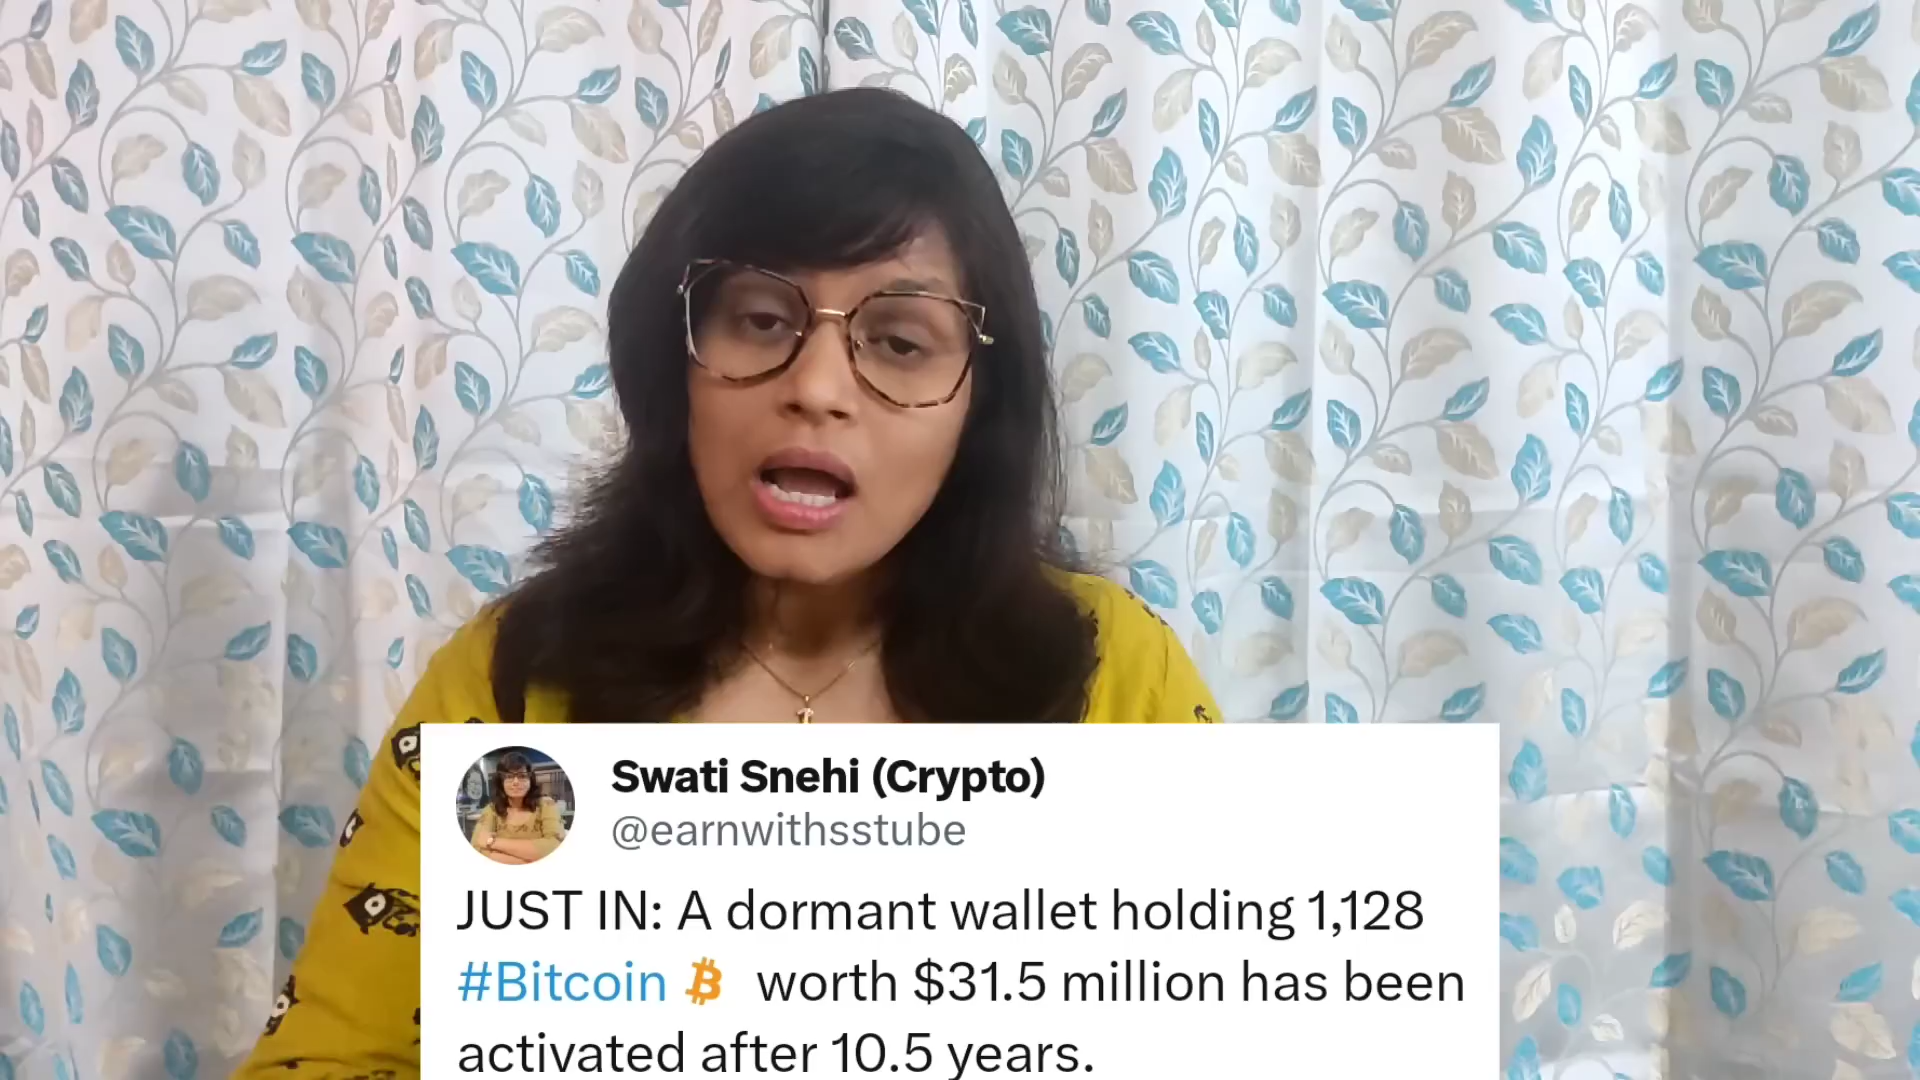 Swati Snehi (Crypto)
@earnwithsstube
JUST IN: A dormant wallet holding 1,128
#Bitcoin worth $31.5 million has been
activated after 10.5 years.